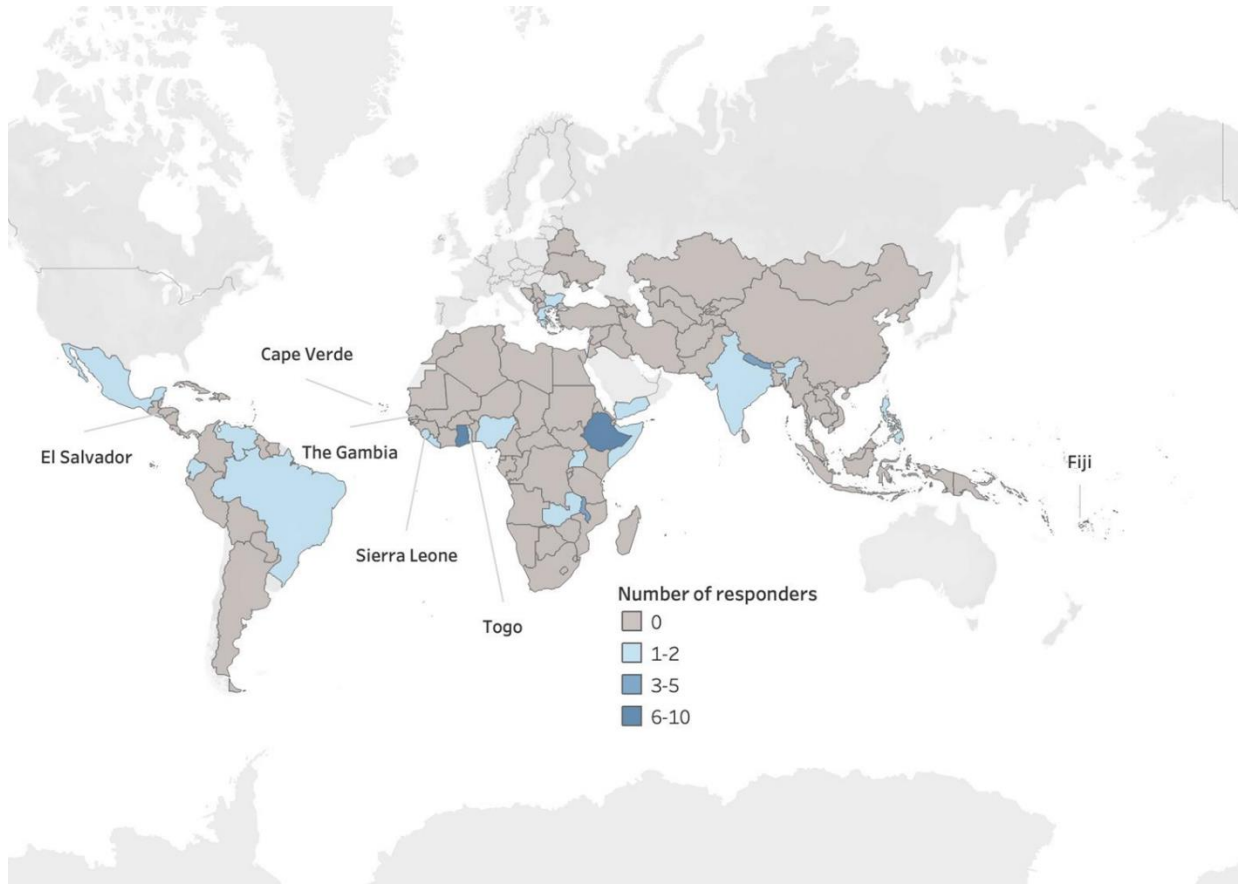 Cape Verde
El Salvador
The Gambia
Fiji
Sierra Leone
Togo
Number of responders
0
1-2
3-5
6-10